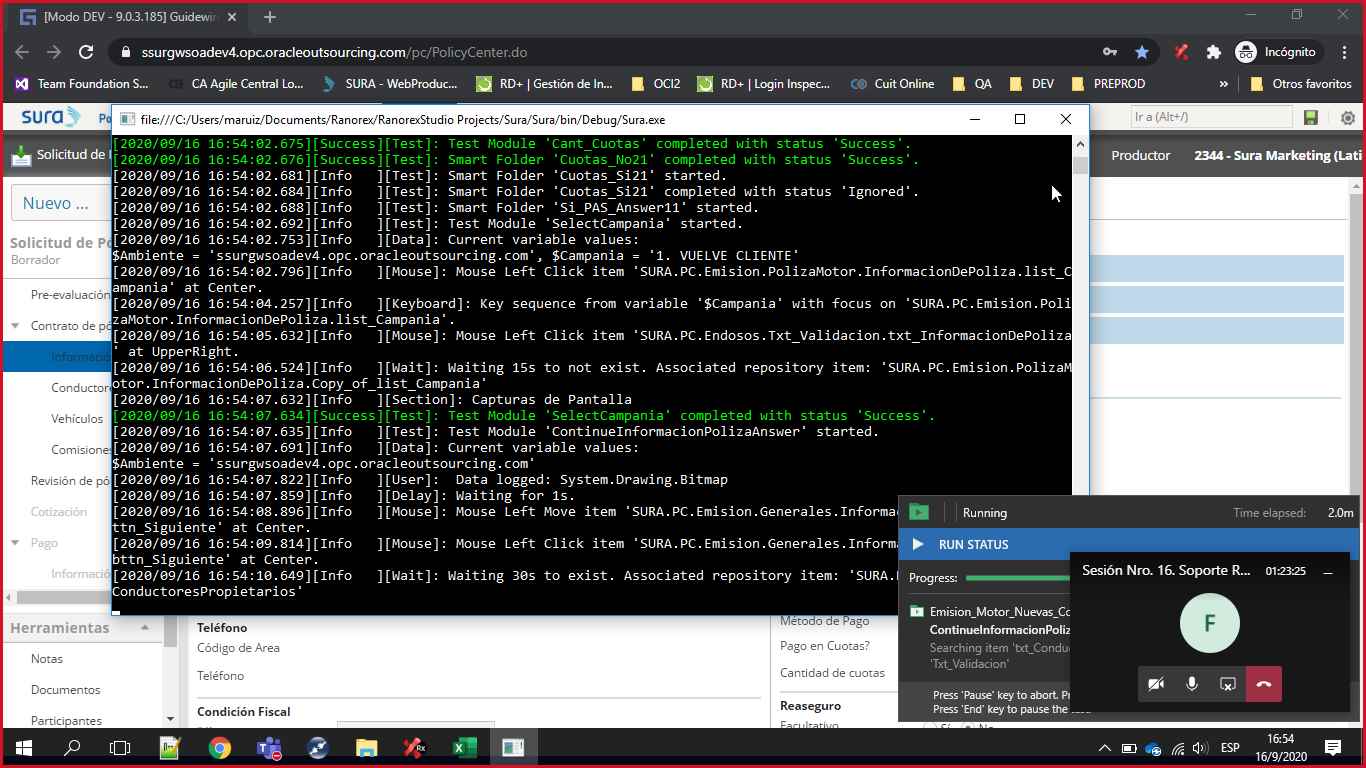 [Modo DEV - 9.0.3.185] Guidewir
ssurgwsoadev4.opc.oracleoutsourcing.com/pc/PolicyCenter.do
Incógnito
Team Foundation S...
CA Agile Central Lo...
SURA - WebProduc...
RD+ | Gestión de In...
OCI2
RD+ | Login Inspec...
Cuit Online
QA
DEV
PREPROD
»
Otros favoritos
sura
Ir a (Alt+/)
file:///C:/Users/maruiz/Documents/Ranorex/RanorexStudio Projects/Sura/Sura/bin/Debug/Sura.exe
Solicitud de
Productor
2344 - Sura Marketing (Lati
Nuevo ...
Solicitud de Pó
Borrador
Pre-evaluación
Contrato de pó
Informació
Conductore
Vehículos
Comisione
Revisión de pó
Cotización
Pago
Informació
[2020/09/16 16:54:02.675][Success][Test]: Test Module 'Cant_Cuotas' completed with status 'Success'.
[2020/09/16 16:54:02.676][Success][Test]: Smart Folder 'Cuotas_No21' completed with status 'Success'.
[2020/09/16 16:54:02.681][Info   ][Test]: Smart Folder 'Cuotas_Si21' started.
[2020/09/16 16:54:02.684][Info   ][Test]: Smart Folder 'Cuotas_Si21' completed with status 'Ignored'.
[2020/09/16 16:54:02.688][Info   ][Test]: Smart Folder 'Si_PAS_Answer11' started.
[2020/09/16 16:54:02.692][Info   ][Test]: Test Module 'SelectCampania' started.
[2020/09/16 16:54:02.753][Info   ][Data]: Current variable values:
$Ambiente = 'ssurgwsoadev4.opc.oracleoutsourcing.com', $Campania = '1. VUELVE CLIENTE'
[2020/09/16 16:54:02.796][Info   ][Mouse]: Mouse Left Click item 'SURA.PC.Emision.PolizaMotor.InformacionDePoliza.list_C
ampania' at Center.
[2020/09/16 16:54:04.257][Info   ][Keyboard]: Key sequence from variable '$Campania' with focus on 'SURA.PC.Emision.Poli
zaMotor.InformacionDePoliza.list_Campania'.
[2020/09/16 16:54:05.632][Info   ][Mouse]: Mouse Left Click item 'SURA.PC.Endosos.Txt_Validacion.txt_InformacionDePoliza
' at UpperRight.
[2020/09/16 16:54:06.524][Info   ][Wait]: Waiting 15s to not exist. Associated repository item: 'SURA.PC.Emision.PolizaM
otor.InformacionDePoliza.Copy_of_list_Campania'
[2020/09/16 16:54:07.632][Info   ][Section]: Capturas de Pantalla
[2020/09/16 16:54:07.634][Success][Test]: Test Module 'SelectCampania' completed with status 'Success'.
[2020/09/16 16:54:07.635][Info   ][Test]: Test Module 'ContinueInformacionPolizaAnswer' started.
[2020/09/16 16:54:07.691][Info   ][Data]: Current variable values:
$Ambiente = 'ssurgwsoadev4.opc.oracleoutsourcing.com'
[2020/09/16 16:54:07.822][Info   ][User]:  Data logged: System.Drawing.Bitmap
[2020/09/16 16:54:07.859][Info   ][Delay]: Waiting for 1s.
[2020/09/16 16:54:08.896][Info   ][Mouse]: Mouse Left Move item 'SURA.PC.Emision.Generales.Informa
ttn_Siguiente' at Center.
[2020/09/16 16:54:09.814][Info   ][Mouse]: Mouse Left Click item 'SURA.PC.Emision.Generales.Informa
bttn_Siguiente' at Center.
[2020/09/16 16:54:10.649][Info   ][Wait]: Waiting 30s to exist. Associated repository item: 'SURA.
ConductoresPropietarios'
Herramientas
Notas
Documentos
Participantes
Teléfono
Código de Area
Teléfono
Condición Fiscal
Método de Pago
Pago en Cuotas?
Cantidad de cuotas
Reaseguro
Facultativo
Running
Time elapsed:
2.0m
RUN STATUS
Progress:
Emision_Motor_Nuevas_Co
ContinueInformacionPoliz
Searching item 'txt_Condu
'Txt_Validacion'
Press 'Pause' key to abort. Pr
Press 'End' key to pause the
Sesión Nro. 16. Soporte R...
01:23:25
F
ESP
16:54
16/9/2020